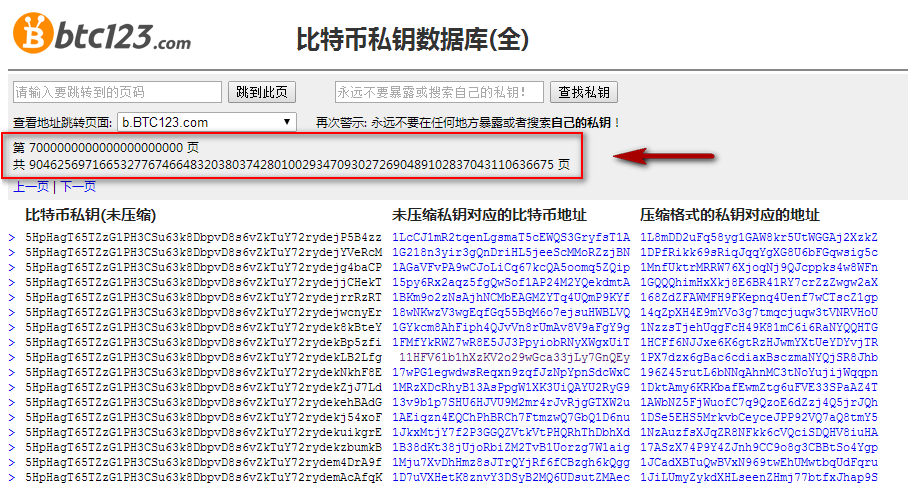 btc123.com
比特币私钥数据库(全)
请输入要跳转到的页码 跳到此页 永远不要暴露或搜索自己的私钥! 查找私钥
查看地址跳转页面: b.BTC123.com 再次警示: 永远不要在任何地方暴露或者搜索自己的私钥!
第 7000000000000000000000 页
共 904625697166532776746648320380374280100293470930272690489102837043110636675 页
上一页 | 下一页
比特币私钥(未压缩) 未压缩私钥对应的比特币地址 压缩格式的私钥对应的地址
> 5HpHagT65TZzG1PH3CSu63k8DbpvD8s6vZkTuY72rydejP5B4zz 1LcCJ1mR2tqenLgsmaT5cEWQS3GryfsT1A 1L8mDD2uFq58yg1GAW8kr5UtWGGAj2XzkZ
> 5HpHagT65TZzG1PH3CSu63k8DbpvD8s6vZkTuY72rydejYVeRcM 1G218n3yir3gQnDriHL5jeeScMMoRZzjBN 1DPfRikk69sRiqJqqYgXG8U6bFGqwsig5c
> 5HpHagT65TZzG1PH3CSu63k8DbpvD8s6vZkTuY72rydejg4baCP 1AGaVFvPA9wCJoLiCq67kcQA5oomq5ZQip 1MnfUktrMRRW76XjoqNj9QJcppks4w8WFn
> 5HpHagT65TZzG1PH3CSu63k8DbpvD8s6vZkTuY72rydejjCHekT 15py6Rx2aqz5fgQwSof1AP24M2YQekdmtA 1GQQQhimHxXkj8E6BR41RY7crZzZwgw2aX
> 5HpHagT65TZzG1PH3CSu63k8DbpvD8s6vZkTuY72rydejrrRzRT 1BKm9o2zNsAjhNCMbEAGMZYTq4UQmP9KYf 168ZdZFAWMFH9FKepnq4Uenf7wCTscZ1gp
> 5HpHagT65TZzG1PH3CSu63k8DbpvD8s6vZkTuY72rydejwcnyEr 18wNKwzV3wgEqfGq55BqM6o7ejsuHWBLVQ 14qZpXH4E9mYVo3g7tmqcjuqw3tVNRVHoU
> 5HpHagT65TZzG1PH3CSu63k8DbpvD8s6vZkTuY72rydek8kBteY 1GYkcm8AhFiph4QJvVn8rUmAv8V9aFgY9g 1NzzsTjehUqgFcH49K81mC6i6RaNYQQHTG
> 5HpHagT65TZzG1PH3CSu63k8DbpvD8s6vZkTuY72rydekBp5zfi 1FMfYkRWZ7wR8E5JJ3PpyiobRNyXWgxUiT 1HCFf6NJJxe6K6gtRzHJwmYXtUeYDYvYjT
> 5HpHagT65TZzG1PH3CSu63k8DbpvD8s6vZkTuY72rydekLB2Lfg 11HFV61b1hXzKV2o29wGca33jLy7GnQEy 1PX7dzx6gBac6cdiaxBsczmaNYQjSR8Jhb
> 5HpHagT65TZzG1PH3CSu63k8DbpvD8s6vZkTuY72rydekNkhF8E 17wPG1egwdwsReqxn9zqfJzNpYpnSdcWxC 196Z45rutL6bNNqAhnMC3tNoYujijWqqpn
> 5HpHagT65TZzG1PH3CSu63k8DbpvD8s6vZkTuY72rydekZjJ7Ld 1MRzXDcRhyB13AsPpgW1XK3UiQAYU2RyG9 1DktAmy6KRKbafEwmZtg6uFVE33SPaAZ4T
> 5HpHagT65TZzG1PH3CSu63k8DbpvD8s6vZkTuY72rydekehBAdG 13v9b1p7SHU6HJVU9M2mr4rJvRjgGTXW2u 1AWbNZ5FjWuofC7q9QzoE6dZzj4Q5jrJQh
> 5HpHagT65TZzG1PH3CSu63k8DbpvD8s6vZkTuY72rydekj54xoF 1AEiqzn4EQChPhBRCh7FtmzwQ7GbQ1D6nu 1DSe5EHS5MrkvbCeyceJPP92VQ7aQ8tmY5
> 5HpHagT65TZzG1PH3CSu63k8DbpvD8s6vZkTuY72rydekuikgrE 1JkxMtjY7f2P3GGQZVtkVtPHQRhThDbhXd 1NzAuzfsXJqZR8NFkk6cVQciSDQHV8iuHA
> 5HpHagT65TZzG1PH3CSu63k8DbpvD8s6vZkTuY72rydekzbumkB 1B38dKt38jUjoRbiZM2TvB1Uorzg7W1aig 17ASzX74P9Y4ZJnh9CC9o8g3CBBtSo4Ygp
> 5HpHagT65TZzG1PH3CSu63k8DbpvD8s6vZkTuY72rydem4DrA9f 1Mju7XvDhHmz8sJTrQYjRf6fCBzgh6kQgg 1JCadXBTuQwBVxN969twEhUMwtbqUdFqru
> 5HpHagT65TZzG1PH3CSu63k8DbpvD8s6vZkTuY72rydemAcAfqK 1D7uVXHetK8znvY3DSyB2MQ6UDsutZMAec 1JiLUmyZykdXHLseenZHmj77btfxJhap9S